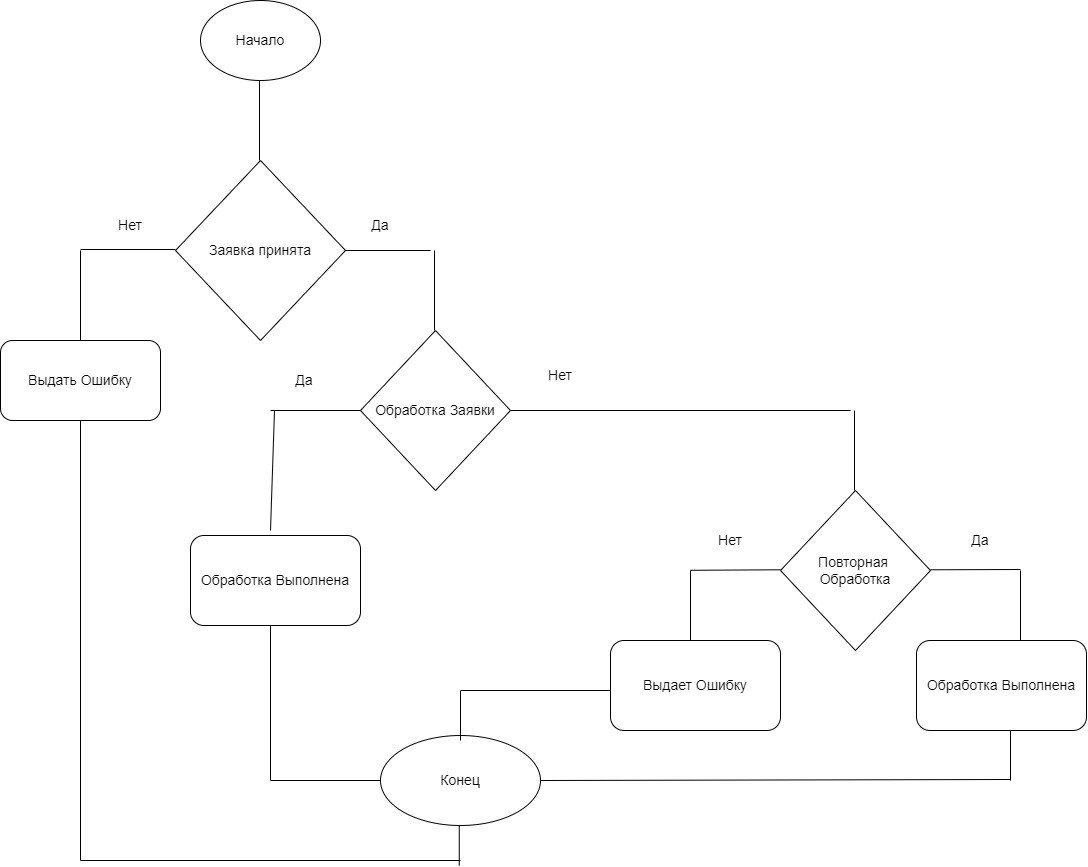 Начало
Нет
Да
Заявка принята
Выдать Ошибку
Да
Нет
Обработка Заявки
Нет
Да
Повторная
Обработка
Обработка Выполнена
Выдает Ошибку
Обработка Выполнена
Конец